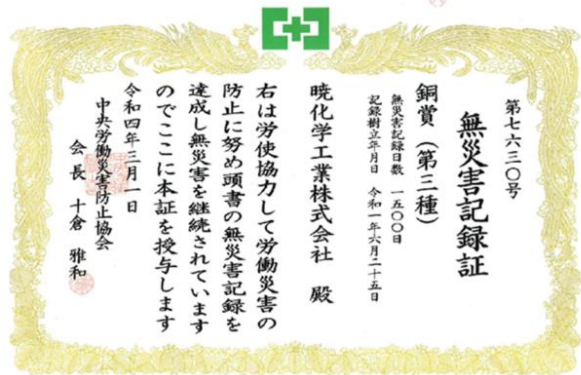 第七六三〇号
無災害記録証
銅賞（第三種）
無災害記録日数 一五〇〇日
記録樹立年月日 令和一年六月二十五日
暁化学工業株式会社 殿
右は労使協力して労働災害の
防止に努め頭書の無災害記録を
達成し無災害を継続されています
のでここに本証を授与します
令和四年三月一日
中央労働災害防止協会
会長 十倉 雅和